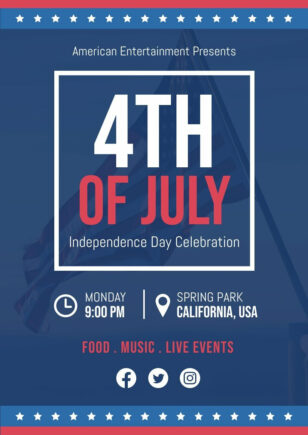 American Entertainment Presents
4TH
OF JULY
Independence Day Celebration
MONDAY
9:00 PM
SPRING PARK
CALIFORNIA, USA
FOOD . MUSIC . LIVE EVENTS